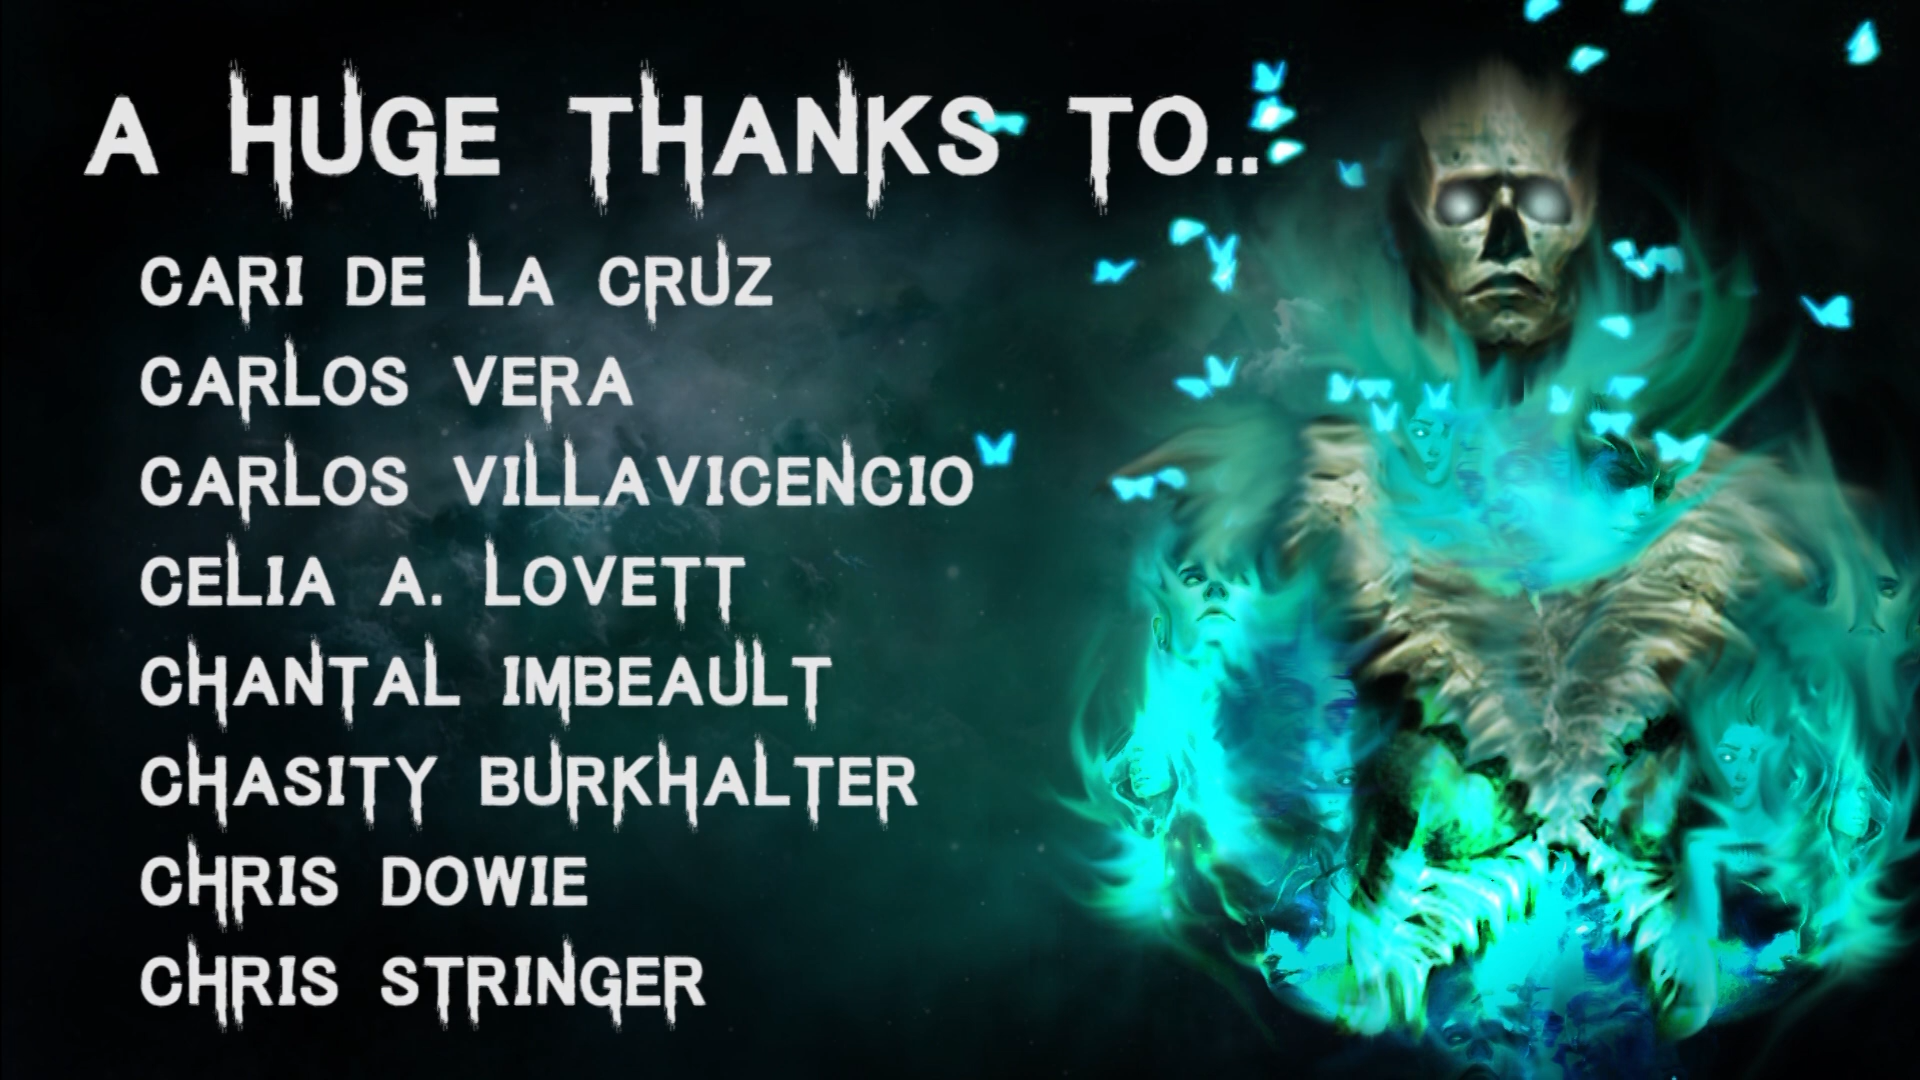 A HUGE THANKS TO..
CARI DE LA CRUZ
CARLOS VERA
CARLOS VILLAVICENCIO
CELIA A. LOVETT
CHANTAL IMBEAULT
CHASITY BURKHALTER
CHRIS DOWIE
CHRIS STRINGER